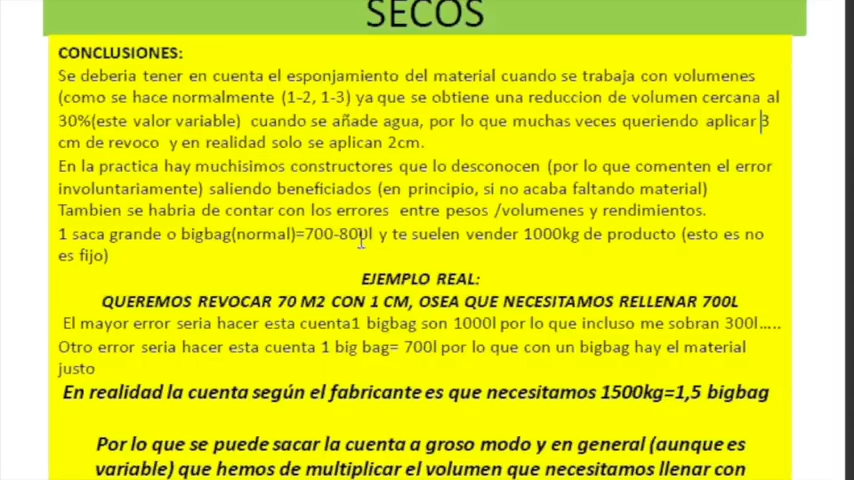 SECOS
CONCLUSIONES:
Se deberia tener en cuenta el esponjamiento del material cuando se trabaja con volumenes
(como se hace normalmente (1-2, 1-3) ya que se obtiene una reduccion de volumen cercana al
30%(este valor variable)  cuando se añade agua, por lo que muchas veces queriendo aplicar 3
cm de revoco  y en realidad solo se aplican 2cm.
En la practica hay muchisimos constructores que lo desconocen (por lo que comenten el error
involuntariamente) saliendo beneficiados (en principio, si no acaba faltando material)
Tambien se habria de contar con los errores  entre pesos /volumenes y rendimientos.
1 saca grande o bigbag(normal)=700-800l y te suelen vender 1000kg de producto (esto es no
es fijo)
EJEMPLO REAL:
QUEREMOS REVOCAR 70 M2 CON 1 CM, OSEA QUE NECESITAMOS RELLENAR 700L
El mayor error seria hacer esta cuenta1 bigbag son 1000l por lo que incluso me sobran 300l.....
Otro error seria hacer esta cuenta 1 big bag= 700l por lo que con un bigbag hay el material
justo
En realidad la cuenta según el fabricante es que necesitamos 1500kg=1,5 bigbag
Por lo que se puede sacar la cuenta a groso modo y en general (aunque es
variable) que hemos de multiplicar el volumen que necesitamos llenar con